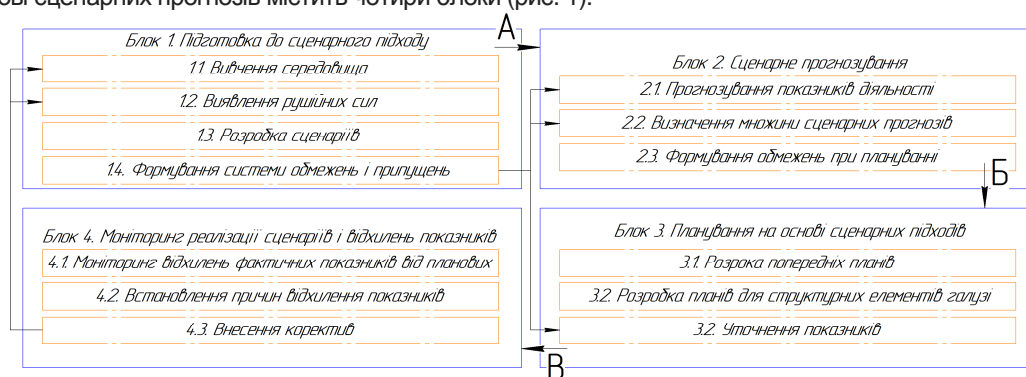 ові сценарних прогнозів містить чотири блоки (рис. 1).
А
Блок 1. Підготовка до сценарного підходу
1.1 Вивчення середовища
1.2. Виявлення рушійних сил
1.3. Розробка сценаріїв
1.4. Формування системи обмежень і припущень
Блок 2. Сценарне прогнозування
2.1. Прогнозування показників діяльності
2.2. Визначення множини сценарних прогнозів
2.3. Формування обмежень при плануванні
Б
Блок 4. Моніторинг реалізації сценаріїв і відхилень показників
4.1. Моніторинг відхилень фактичних показників від планових
4.2. Встановлення причин відхилення показників
4.3. Внесення коректив
Блок 3. Планування на основі сценарних підходів
3.1. Розрока попередніх планів
3.2. Розробка планів для структурних елементів галузі
3.2. Уточнення показників
В